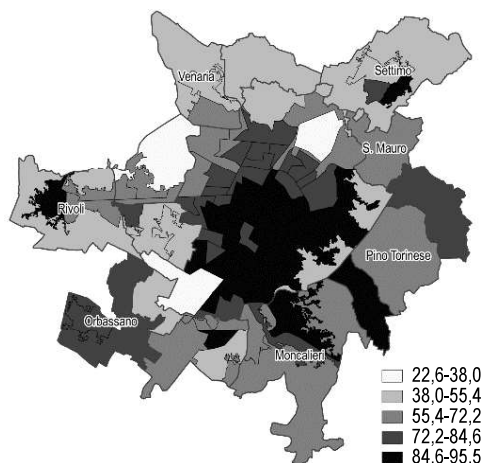 Venaria
Settimo
S. Mauro
Rivoli
Pino Torinese
Orbassano
Moncalieri
22,6-38,0
38,0-55,4
55,4-72,2
72,2-84,6
84,6-95,5